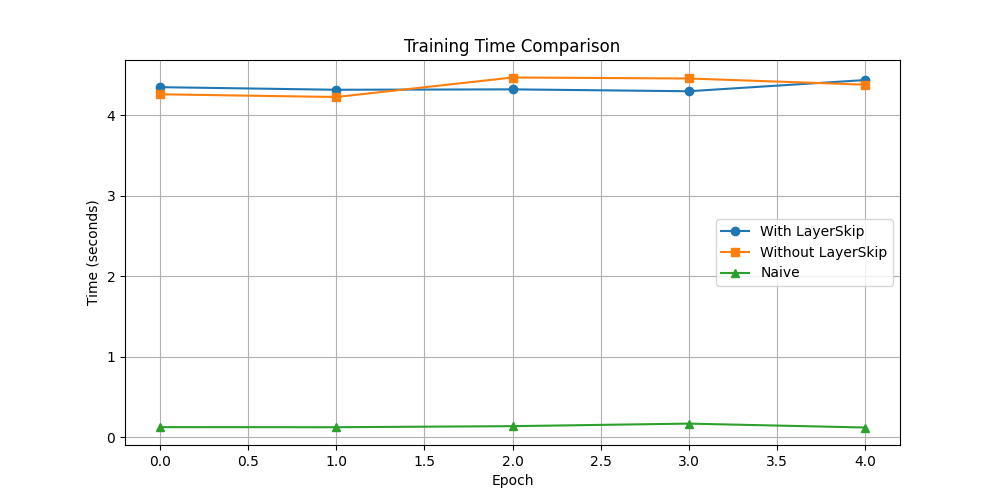 Training Time Comparison
Time (seconds)
4
3
2
1
0
With LayerSkip
Without LayerSkip
Naive
0.0 0.5 1.0 1.5 2.0 2.5 3.0 3.5 4.0
Epoch